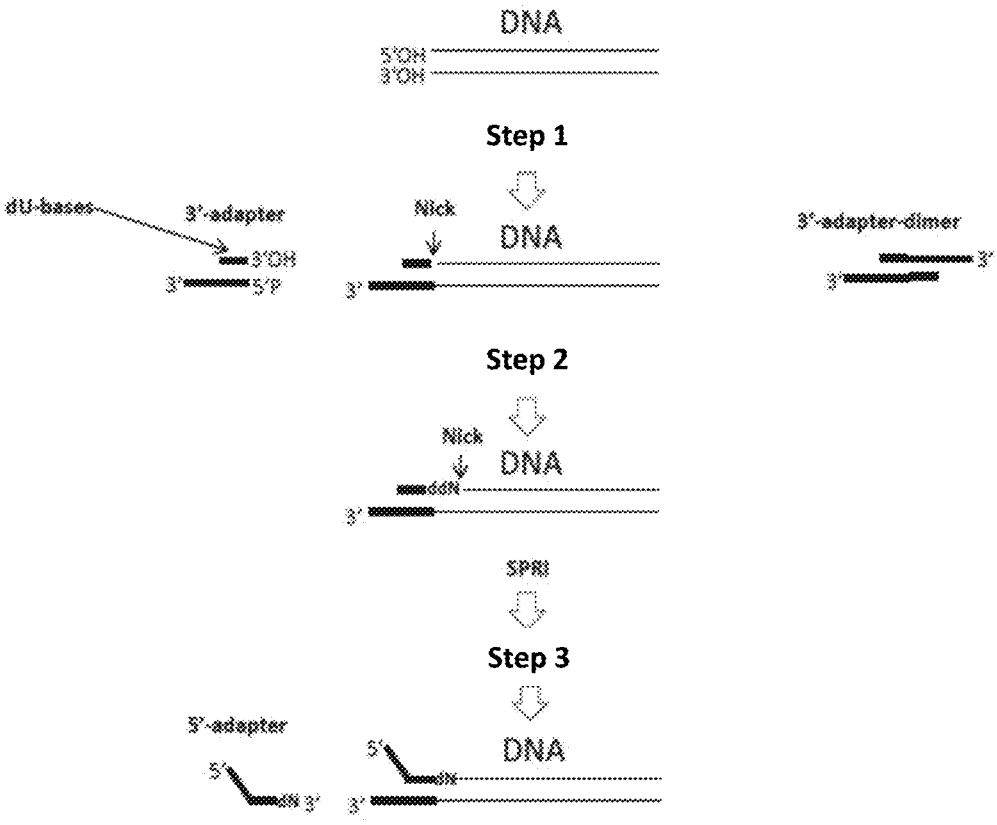 DNA
5'OH
3'OH
Step 1
dU-bases
3'-adapter
Nick
DNA
3'-adapter-dimer
3'OH
3'
3'
5'P
3'
3'
Step 2
Nick
DNA
ddN
3'
SPRI
Step 3
5'-adapter
5'
DNA
5'
dN
dN 3'
3'